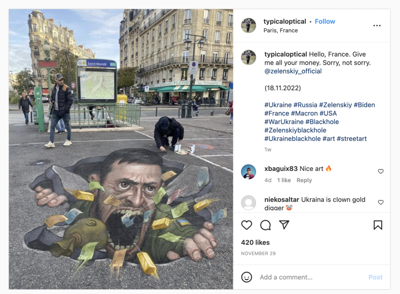 typicaloptical • Follow
Paris, France
typicaloptical Hello, France. Give
me all your money. Sorry, not sorry.
@zelenskiy_official
(18.11.2022)
#Ukraine #Russia #Zelenskiy #Biden
#France #Macron #USA
#WarUkraine #Blackhole
#Zelenskiyblackhole
#Ukraineblackhole #art #streetart
1w
xbaguix83 Nice art 🔥
4d 1 like Reply
niekosaltar Ukraina is clown gold
digger
420 likes
NOVEMBER 29
Add a comment...
Post